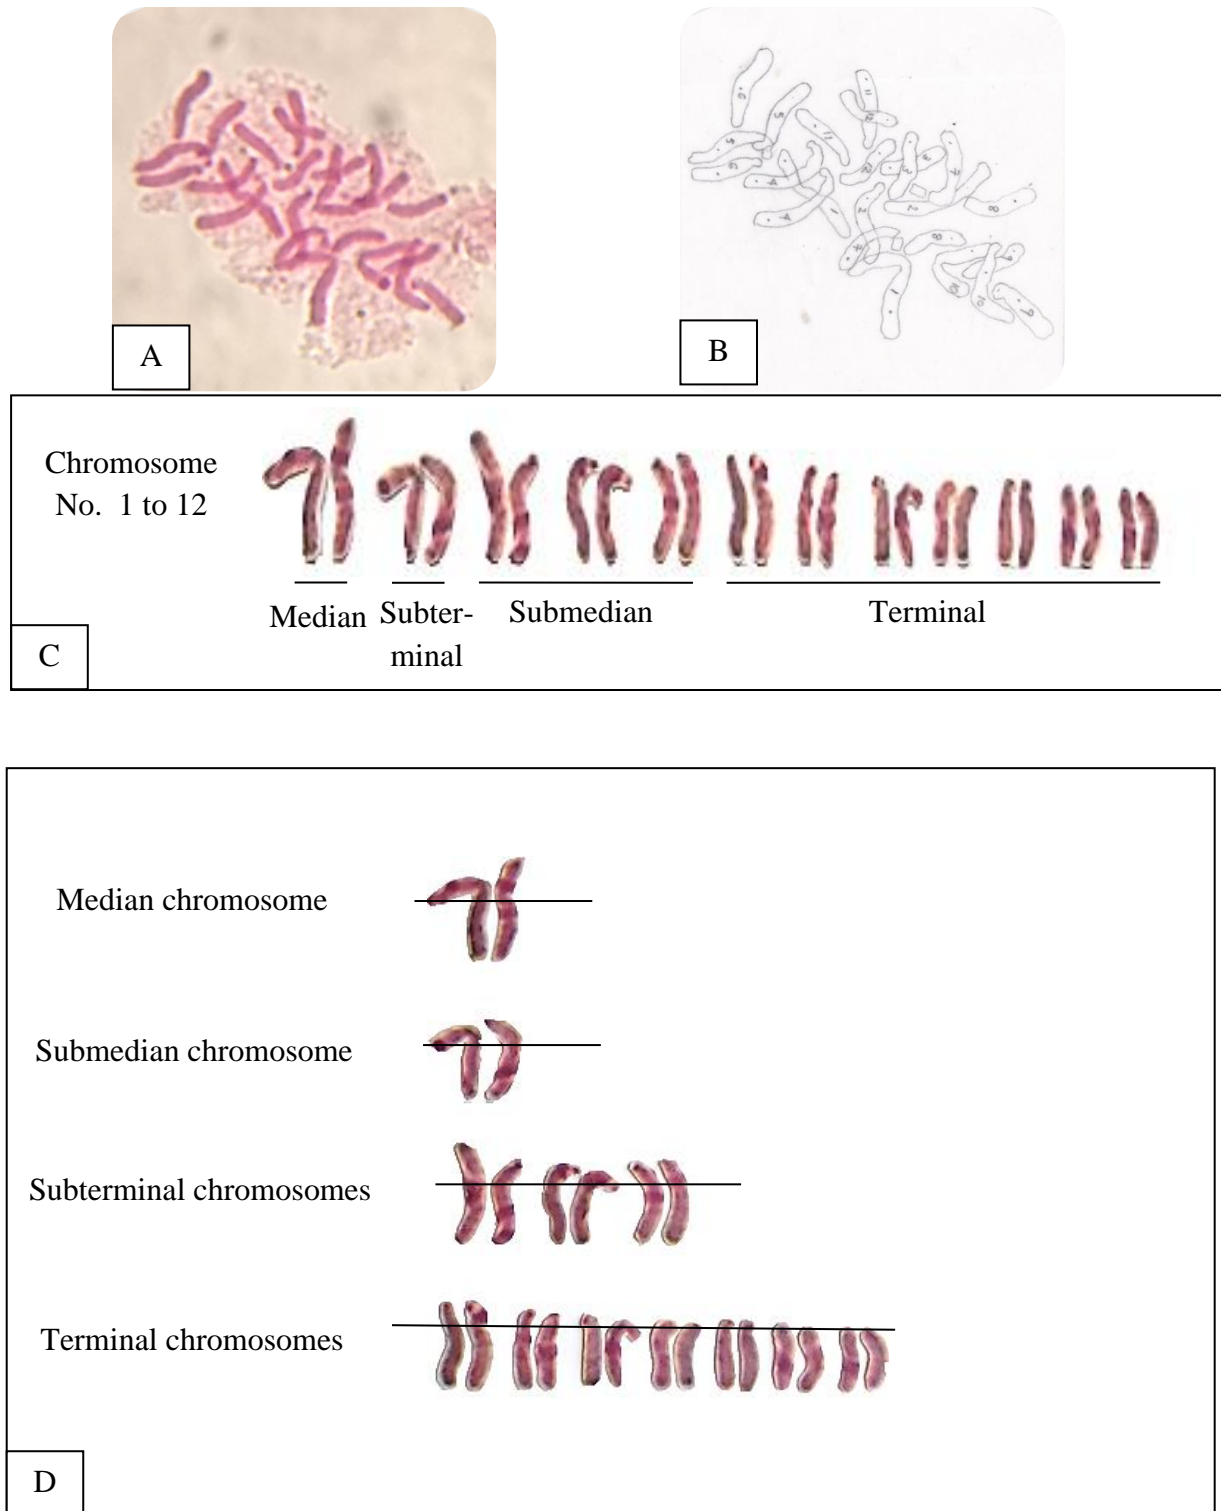 A
B
Chromosome
No. 1 to 12
Median
Subter-
minal
Submedian
Terminal
C
Median chromosome
Submedian chromosome
Subterminal chromosomes
Terminal chromosomes
D